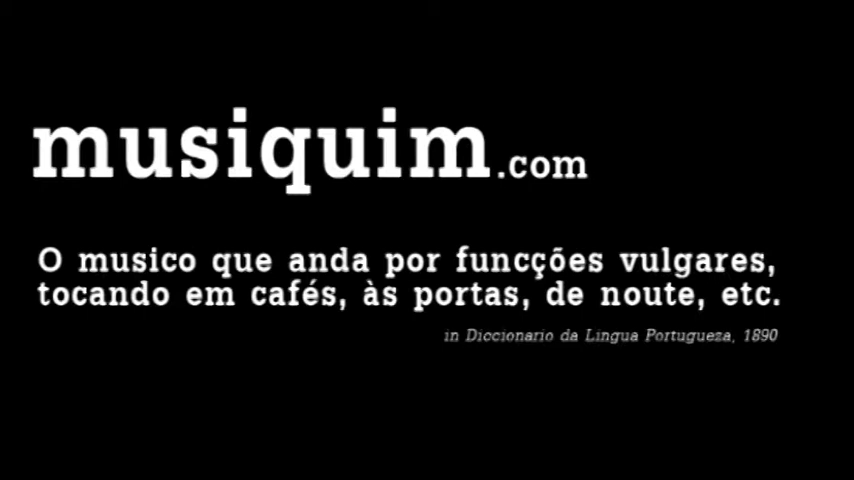 musiquim.com
O musico que anda por funcções vulgares,
tocando em cafés, às portas, de noute, etc.
in Diccionario da Lingua Portugueza, 1890